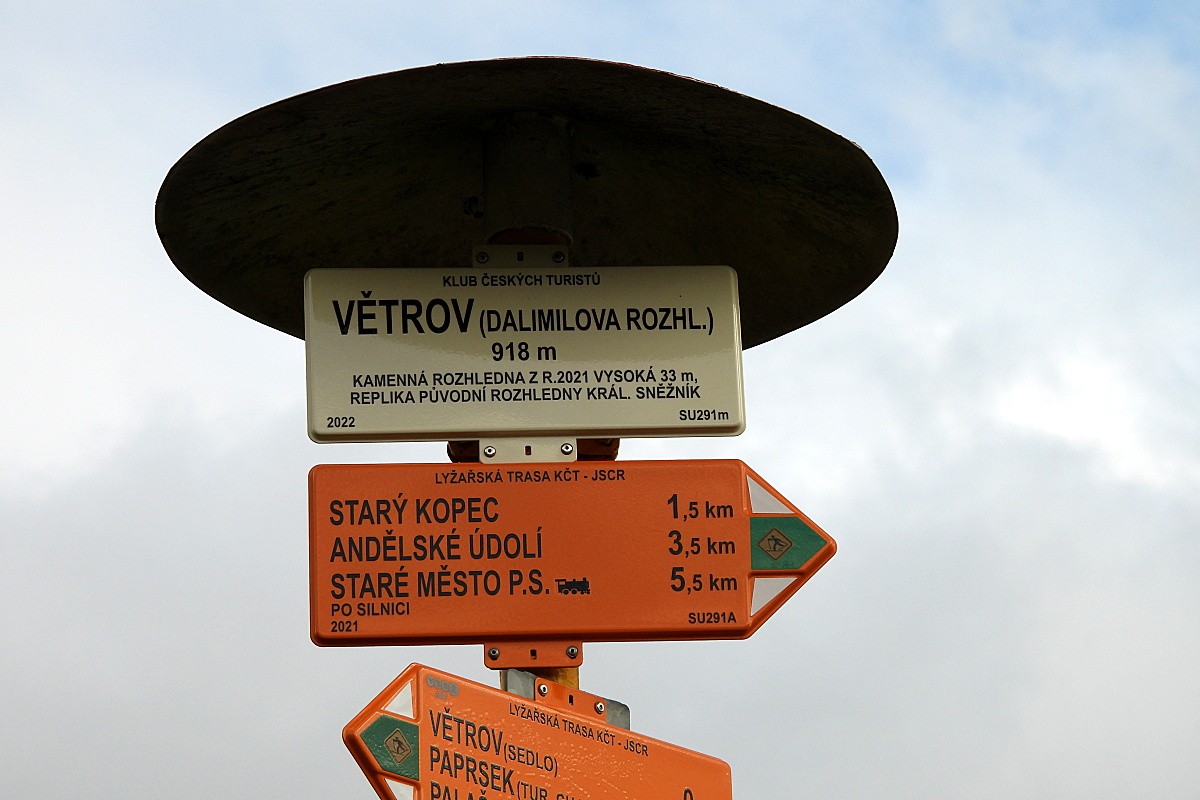 KLUB ČESKÝCH TURISTŮ
VĚTROV (DALIMILOVA ROZHL.)
918 m
KAMENNÁ ROZHLEDNA Z R.2021 VYSOKÁ 33 m,
REPLIKA PŮVODNÍ ROZHLEDNY KRÁL. SNĚŽNÍK
2022 SU291m
LYŽAŘSKÁ TRASA KČT - JSCR
STARÝ KOPEC 1,5 km
ANDĚLSKÉ ÚDOLÍ 3,5 km
STARÉ MĚSTO P.S. 5,5 km
PO SILNICI
2021 SU291A
LYŽAŘSKÁ TRASA KČT - JSCR
VĚTROV (SEDLO)
PAPRSEK (TUR.